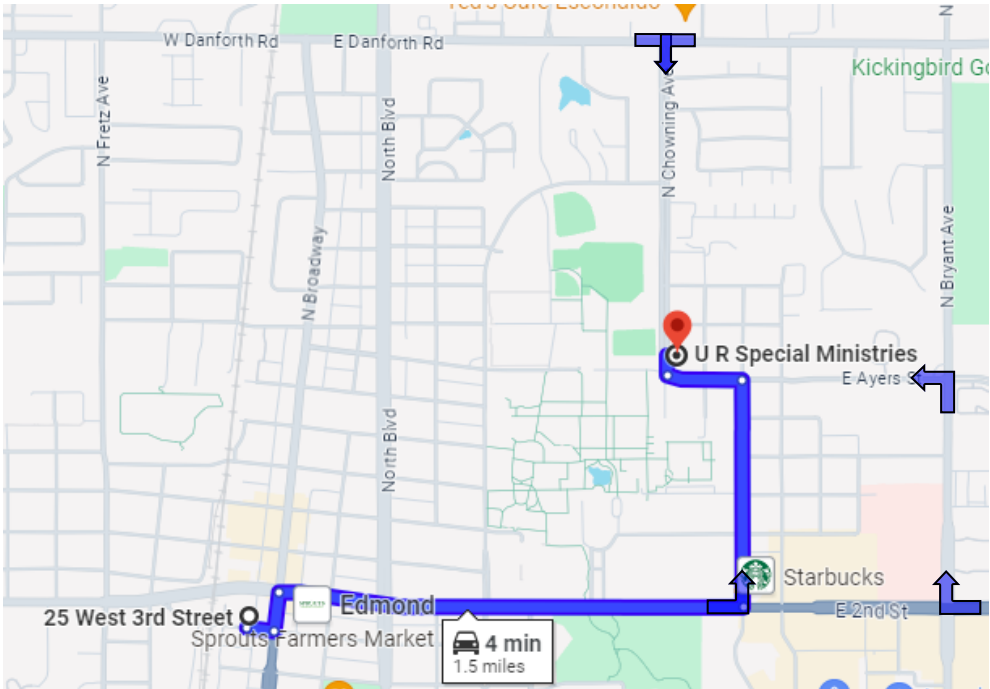 Ted's Cafe Escondido
W Danforth Rd
E Danforth Rd
N
Kickingbird Go
N Fretz Ave
North Blvd
N Chowning Ave
N Bryant Ave
N Broadway
U R Special Ministries
E Ayers St
North Blvd
Starbucks
SPROUTS
Edmond
E 2nd St
25 West 3rd Street
Sprouts Farmers Market
4 min
1.5 miles